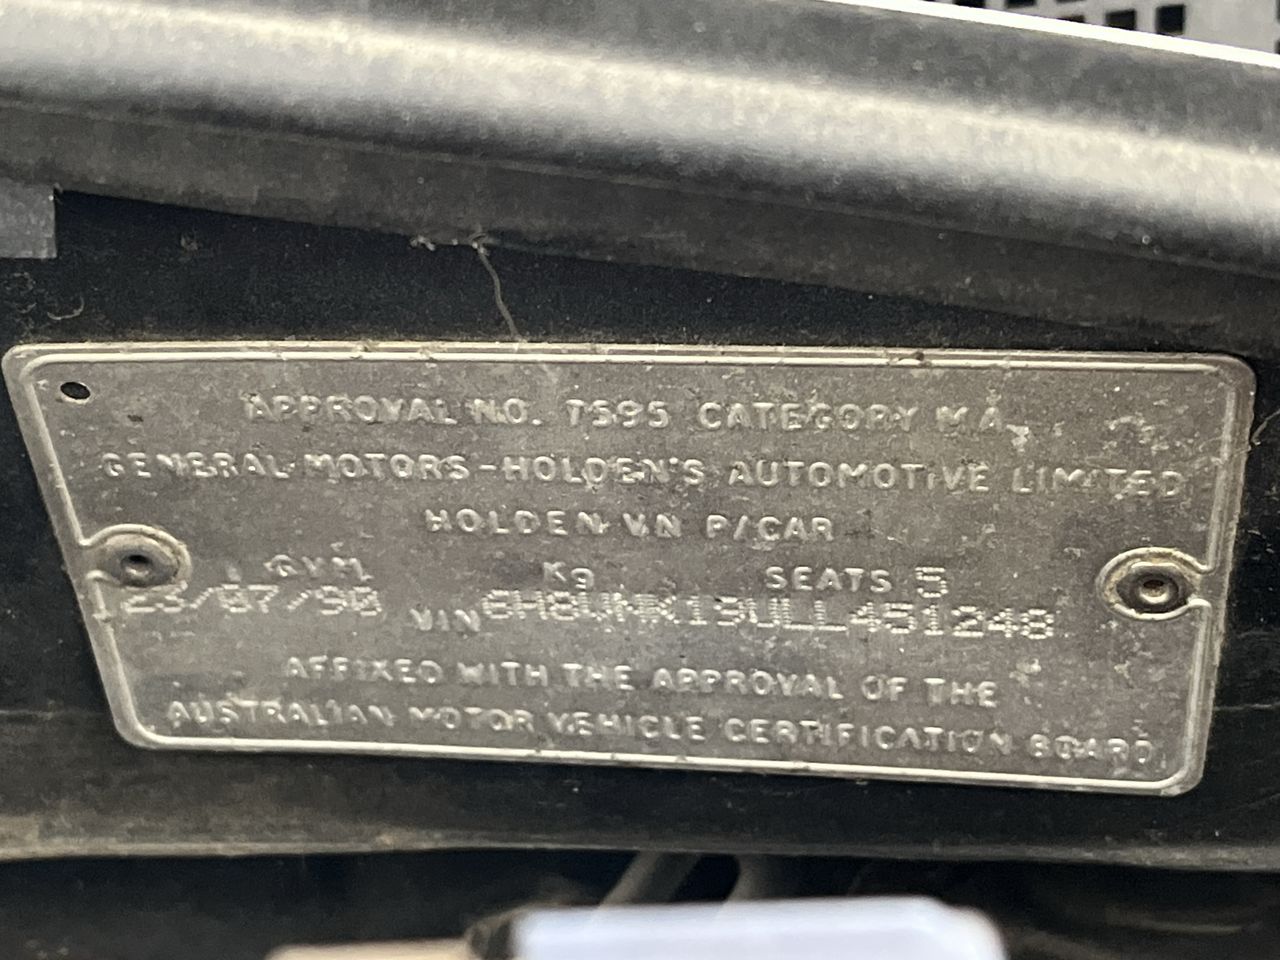 APPROVAL NO. 7595 CATEGORY MA
GENERAL MOTORS-HOLDEN'S AUTOMOTIVE LIMITED
HOLDEN VN P/CAR
GVM Kg SEATS 5
23/07/90 VIN 6H8VNK19ULL451248
AFFIXED WITH THE APPROVAL OF THE
AUSTRALIAN MOTOR VEHICLE CERTIFICATION BOARD